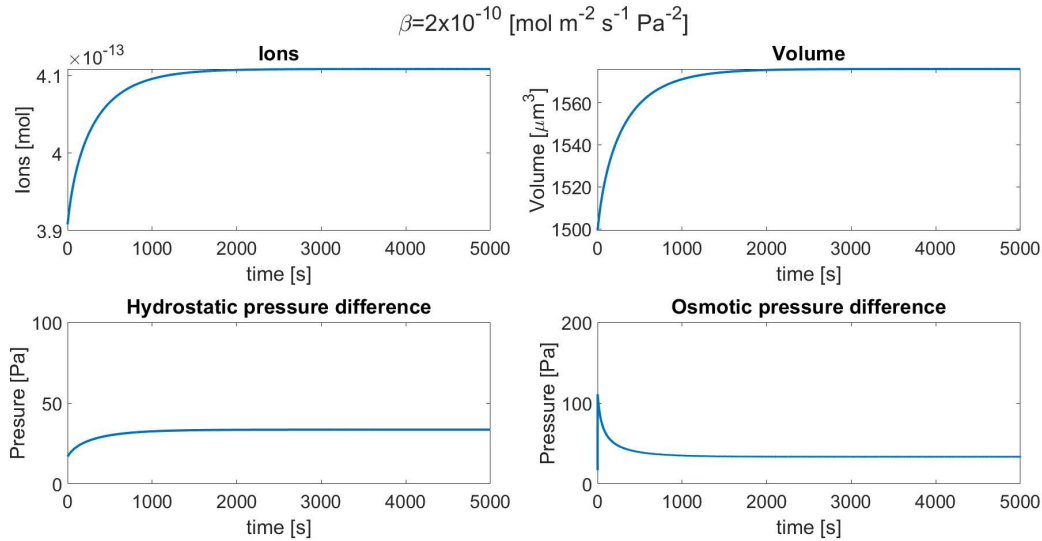 β=2x10⁻¹⁰ [mol m⁻² s⁻¹ Pa⁻²]
×10⁻¹³
Ions
4.1
4
3.9
Ions [mol]
0 1000 2000 3000 4000 5000
time [s]
Volume
1560
1540
1520
1500
Volume [μm³]
0 1000 2000 3000 4000 5000
time [s]
Hydrostatic pressure difference
100
50
0
Presure [Pa]
0 1000 2000 3000 4000 5000
time [s]
Osmotic pressure difference
200
100
0
Pressure [Pa]
0 1000 2000 3000 4000 5000
time [s]